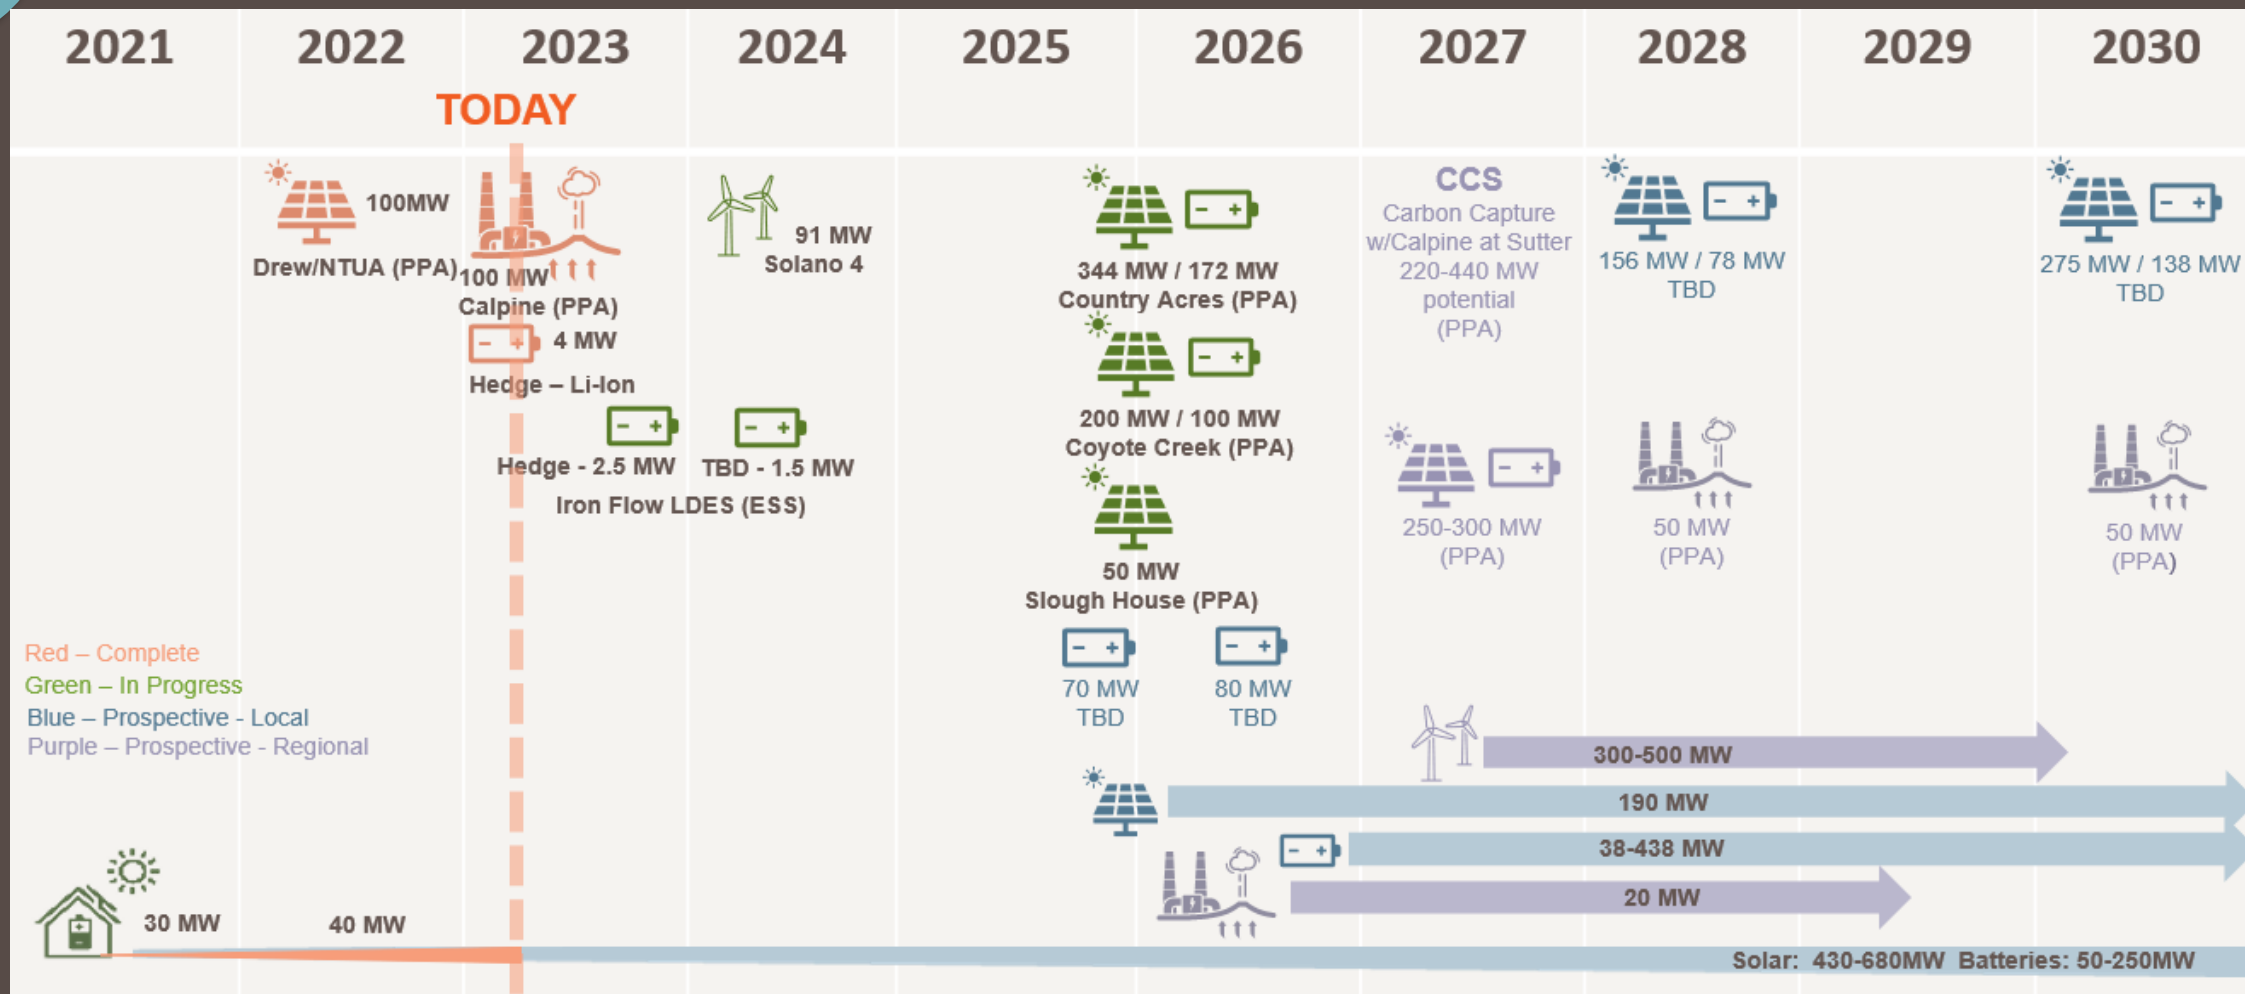 2021 2022 2023 2024 2025 2026 2027 2028 2029 2030
TODAY
100MW
Drew/NTUA (PPA)
100 MW
Calpine (PPA)
4 MW
Hedge – Li-Ion
Hedge - 2.5 MW
TBD - 1.5 MW
Iron Flow LDES (ESS)
91 MW
Solano 4
344 MW / 172 MW
Country Acres (PPA)
200 MW / 100 MW
Coyote Creek (PPA)
50 MW
Slough House (PPA)
70 MW
TBD
80 MW
TBD
CCS
Carbon Capture
w/Calpine at Sutter
220-440 MW
potential
(PPA)
250-300 MW
(PPA)
156 MW / 78 MW
TBD
50 MW
(PPA)
275 MW / 138 MW
TBD
50 MW
(PPA)
Red – Complete
Green – In Progress
Blue – Prospective - Local
Purple – Prospective - Regional
300-500 MW
190 MW
38-438 MW
20 MW
30 MW
40 MW
Solar: 430-680MW Batteries: 50-250MW